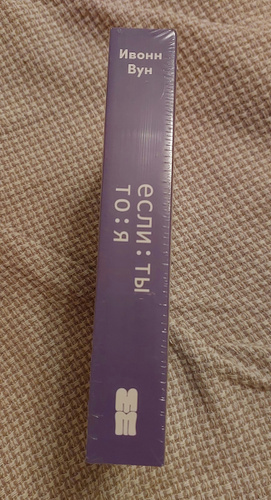 Ивонн
Вун
если : ты
то : я